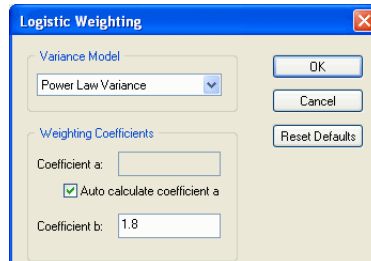 Logistic Weighting
Variance Model
Power Law Variance
OK
Cancel
Reset Defaults
Weighting Coefficients
Coefficient a:
Auto calculate coefficient a
Coefficient b: 1.8